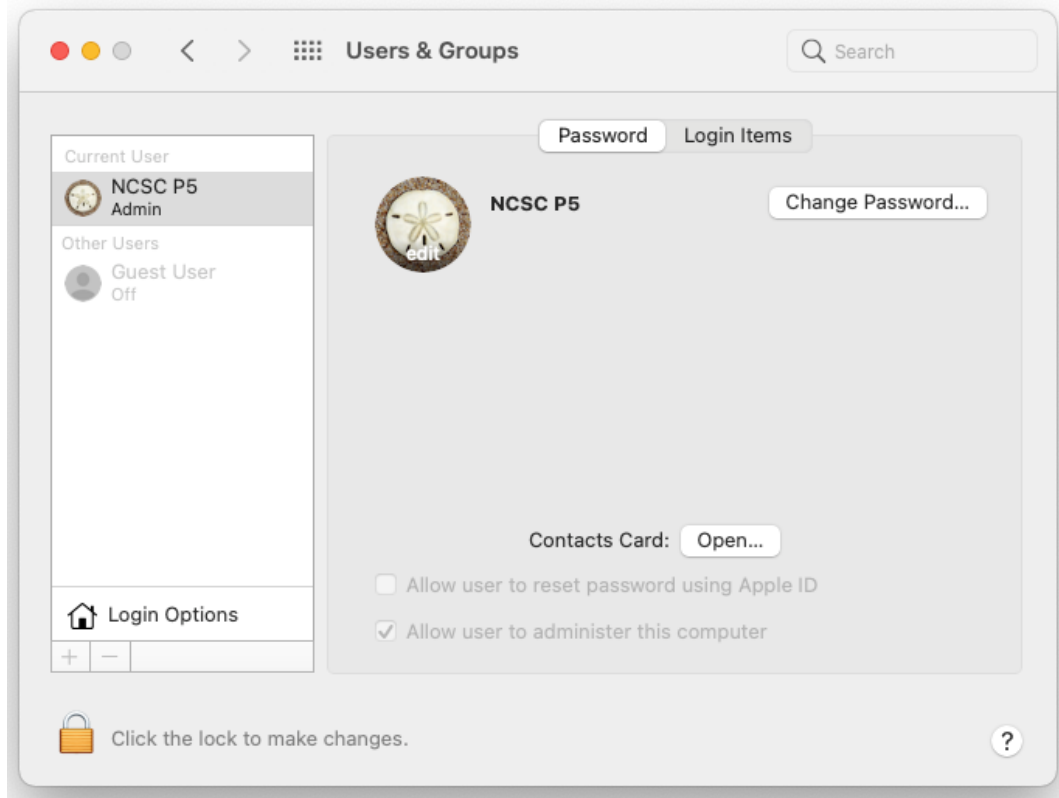 Users & Groups
Search
Current User
NCSC P5
Admin
Other Users
Guest User
Off
Login Options
+ −
Password
Login Items
edit
NCSC P5
Change Password...
Contacts Card: Open...
Allow user to reset password using Apple ID
Allow user to administer this computer
Click the lock to make changes.
?